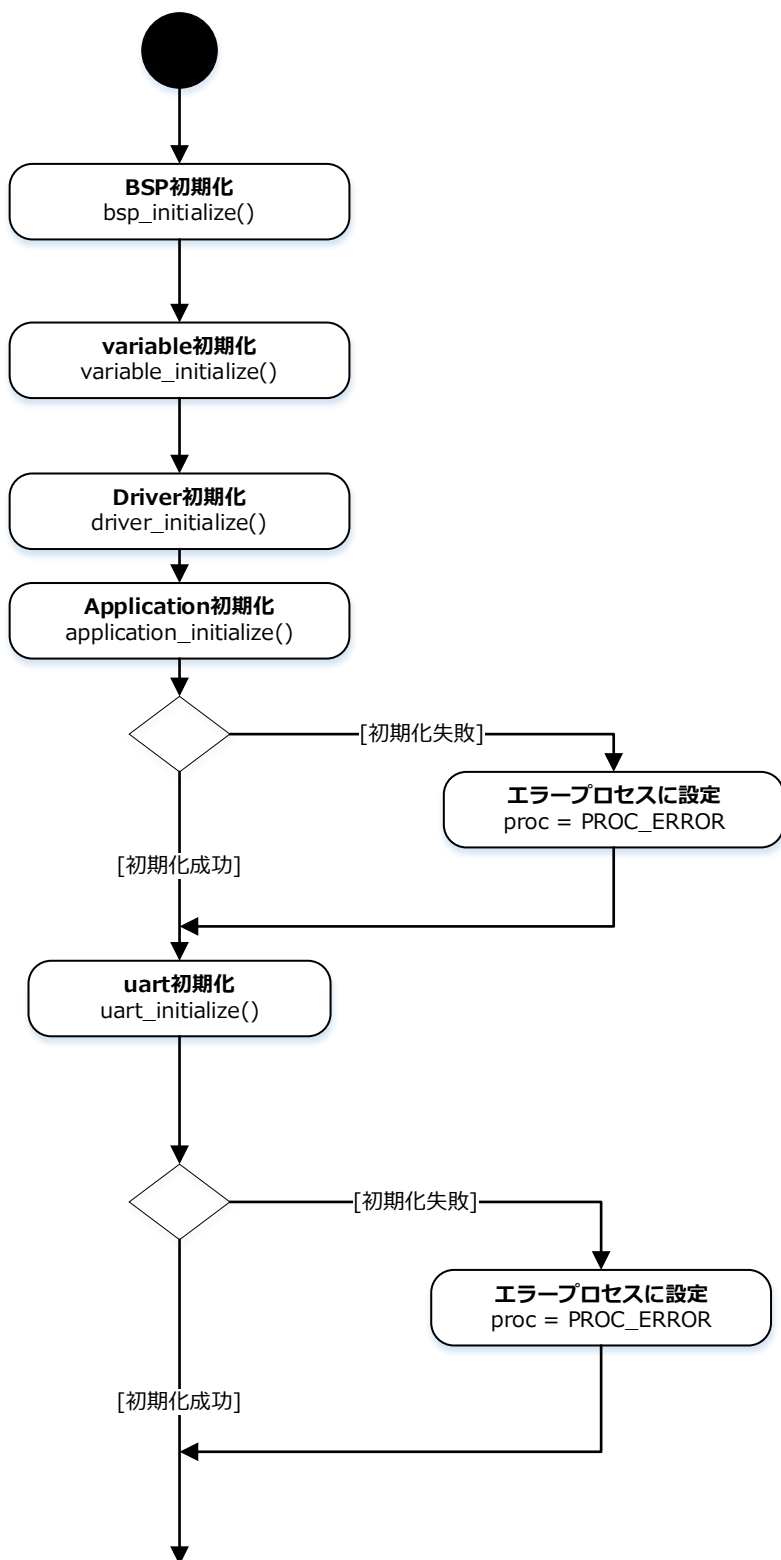 BSP初期化
bsp_initialize()
variable初期化
variable_initialize()
Driver初期化
driver_initialize()
Application初期化
application_initialize()
[初期化失敗]
エラープロセスに設定
proc = PROC_ERROR
[初期化成功]
uart初期化
uart_initialize()
[初期化失敗]
エラープロセスに設定
proc = PROC_ERROR
[初期化成功]